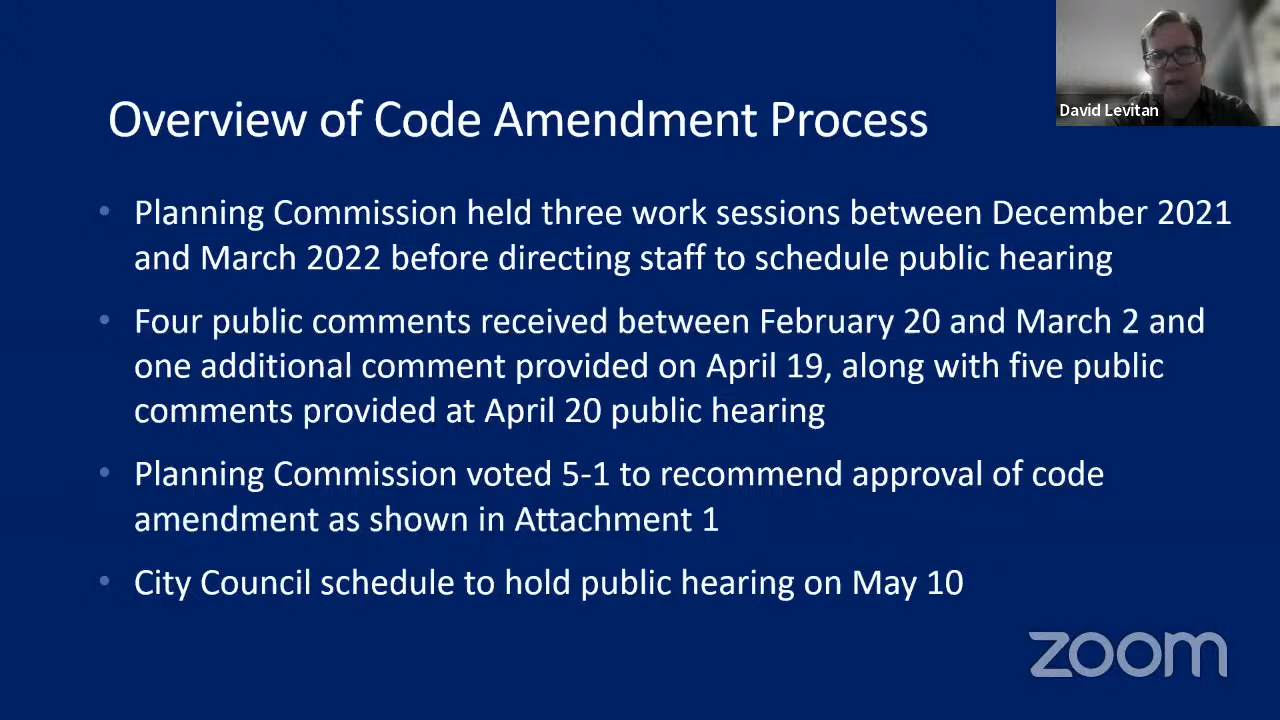 David Levitan
Overview of Code Amendment Process
• Planning Commission held three work sessions between December 2021
and March 2022 before directing staff to schedule public hearing
• Four public comments received between February 20 and March 2 and
one additional comment provided on April 19, along with five public
comments provided at April 20 public hearing
• Planning Commission voted 5-1 to recommend approval of code
amendment as shown in Attachment 1
• City Council schedule to hold public hearing on May 10
zoom